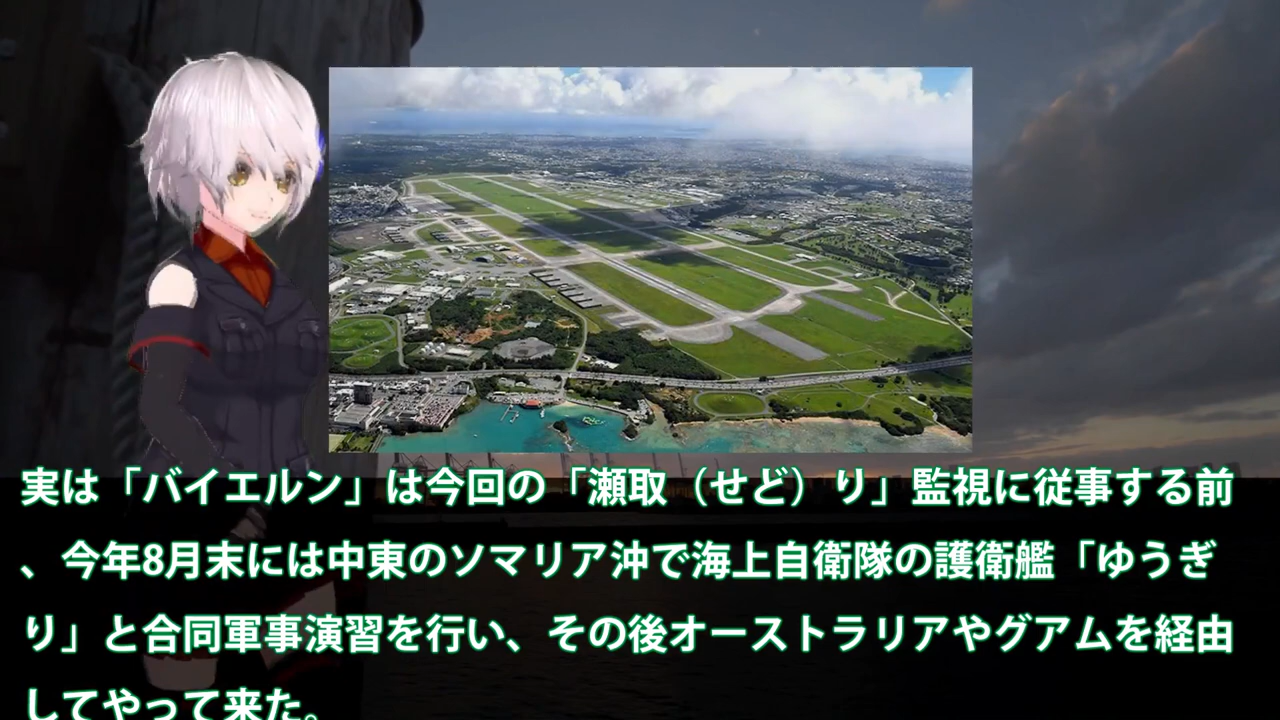 実は「バイエルン」は今回の「瀬取（せど）り」監視に従事する前
、今年8月末には中東のソマリア沖で海上自衛隊の護衛艦「ゆうぎ
り」と合同軍事演習を行い、その後オーストラリアやグアムを経由
してやって来た。